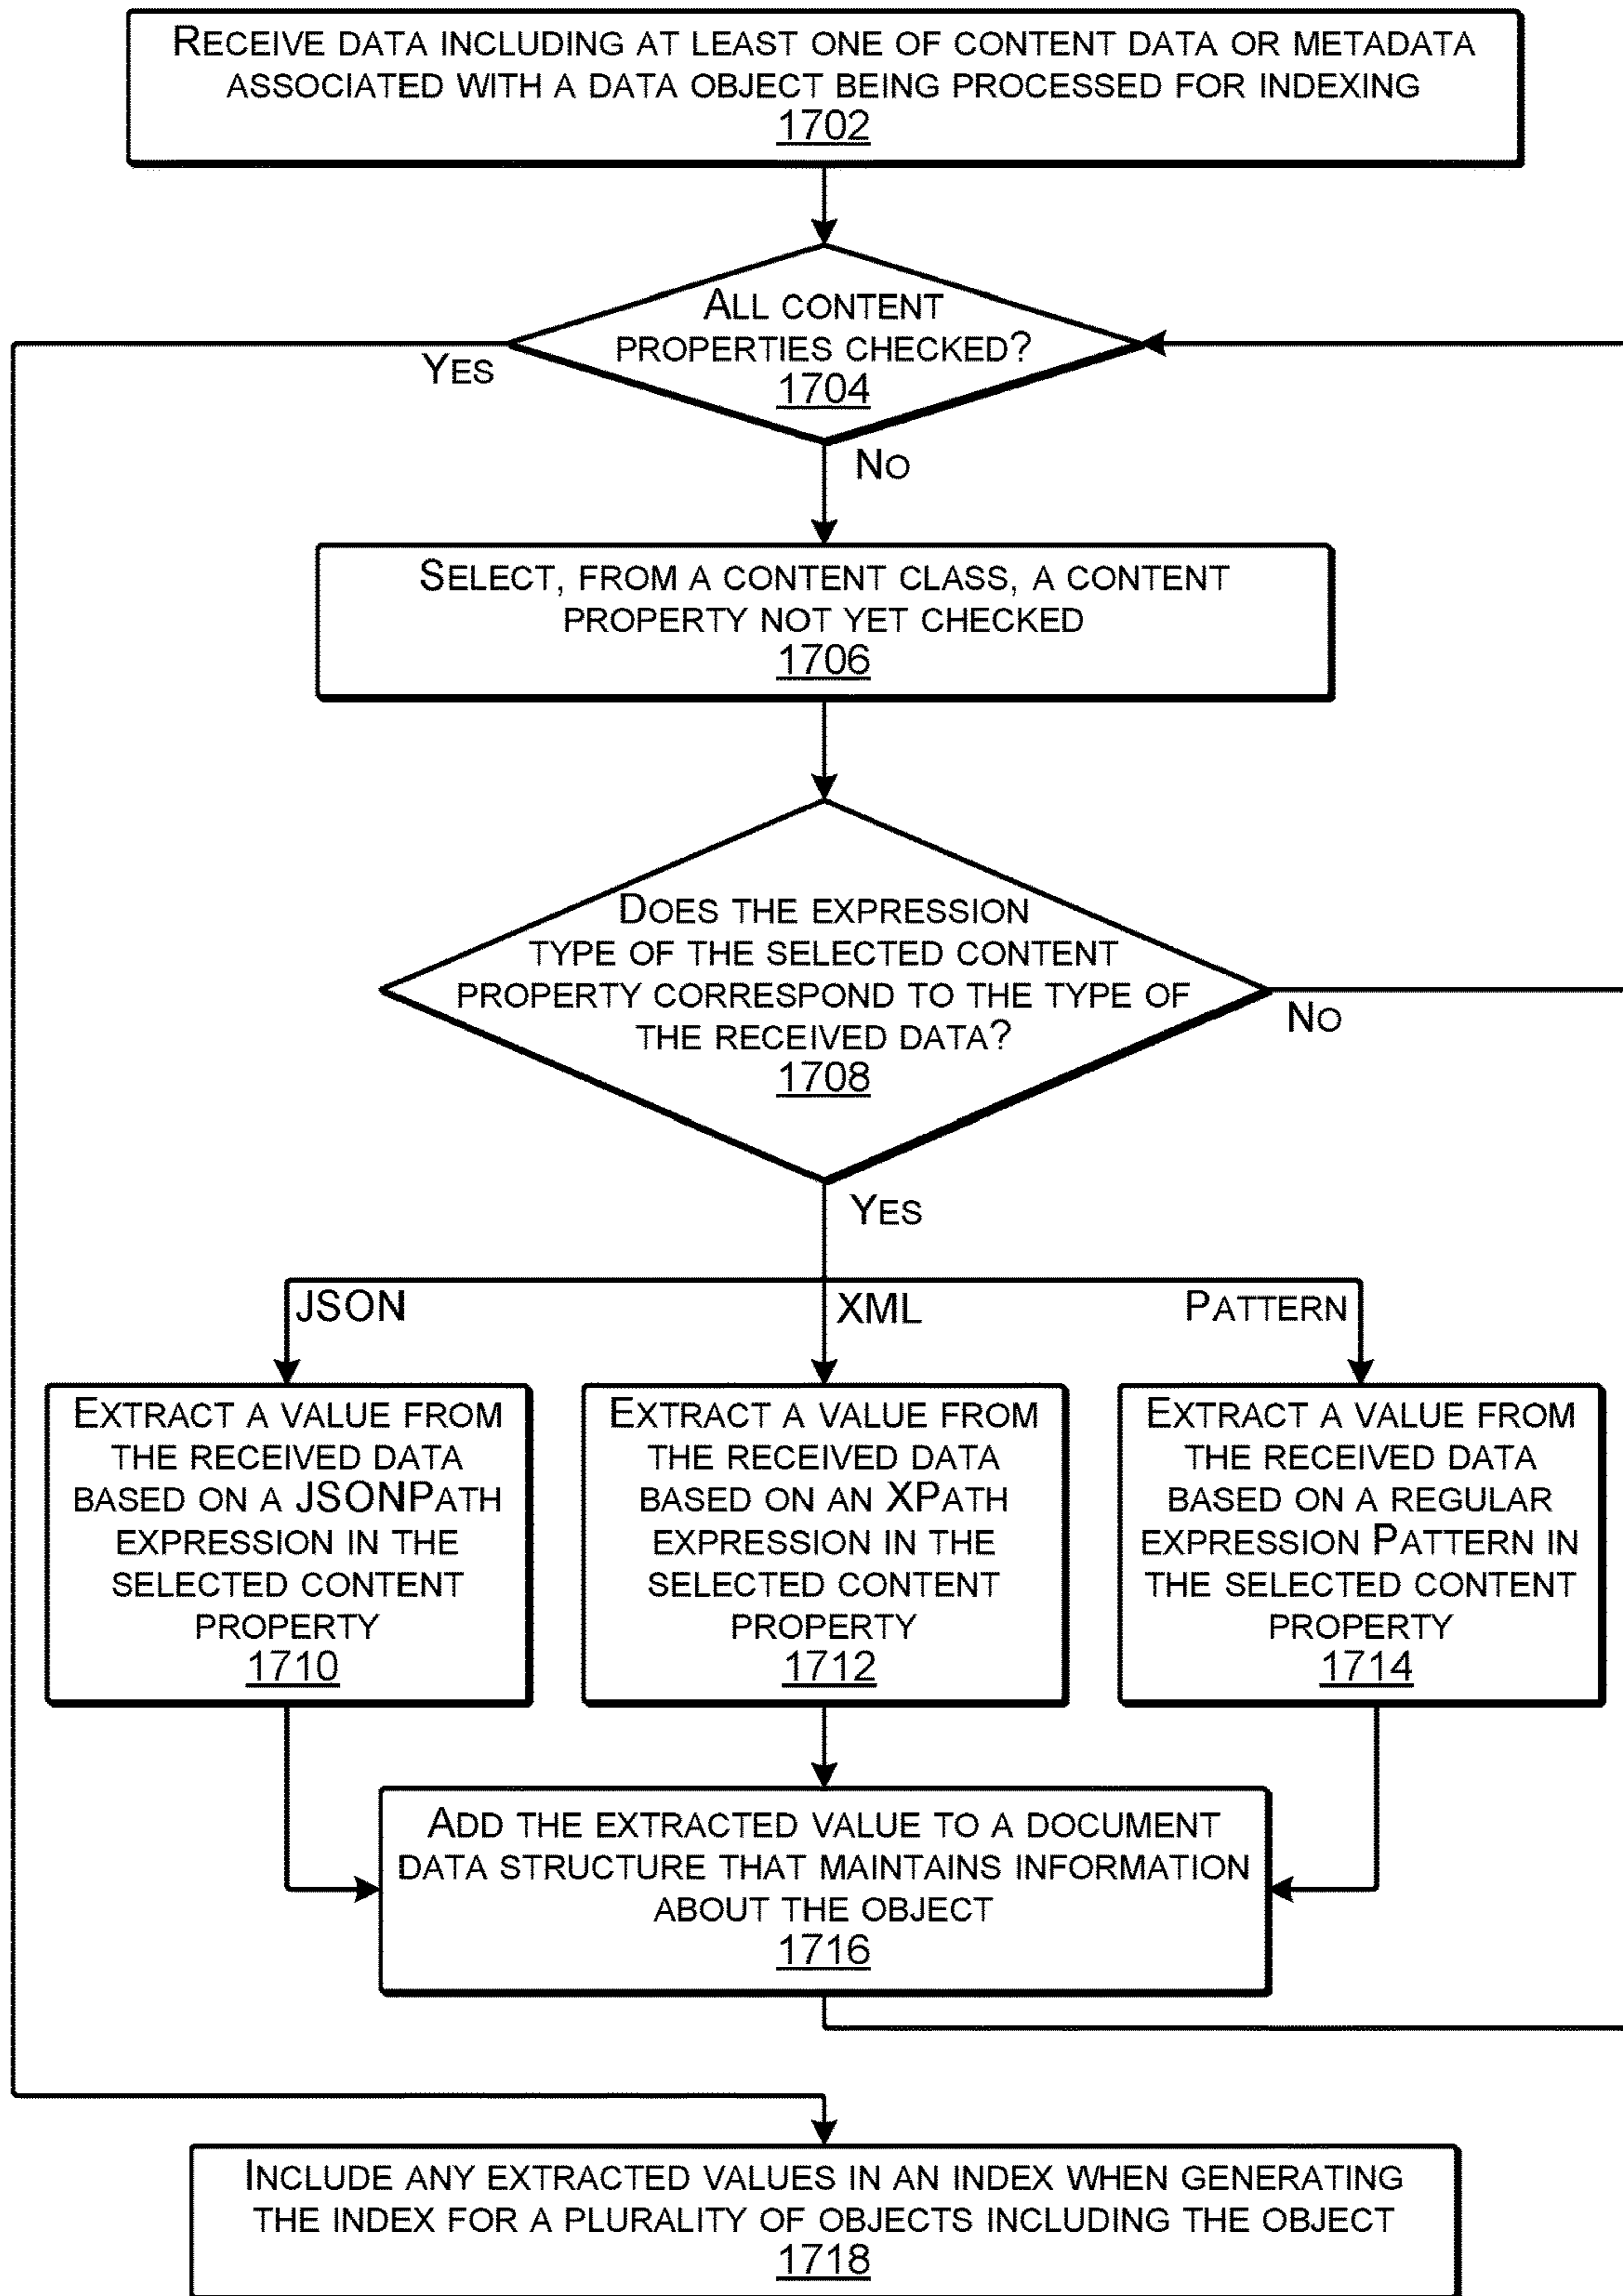 RECEIVE DATA INCLUDING AT LEAST ONE OF CONTENT DATA OR METADATA
ASSOCIATED WITH A DATA OBJECT BEING PROCESSED FOR INDEXING
1702
ALL CONTENT
PROPERTIES CHECKED?
1704
YES
NO
SELECT, FROM A CONTENT CLASS, A CONTENT
PROPERTY NOT YET CHECKED
1706
DOES THE EXPRESSION
TYPE OF THE SELECTED CONTENT
PROPERTY CORRESPOND TO THE TYPE OF
THE RECEIVED DATA?
1708
NO
YES
JSON
XML
PATTERN
EXTRACT A VALUE FROM
THE RECEIVED DATA
BASED ON A JSONPATH
EXPRESSION IN THE
SELECTED CONTENT
PROPERTY
1710
EXTRACT A VALUE FROM
THE RECEIVED DATA
BASED ON AN XPATH
EXPRESSION IN THE
SELECTED CONTENT
PROPERTY
1712
EXTRACT A VALUE FROM
THE RECEIVED DATA
BASED ON A REGULAR
EXPRESSION PATTERN IN
THE SELECTED CONTENT
PROPERTY
1714
ADD THE EXTRACTED VALUE TO A DOCUMENT
DATA STRUCTURE THAT MAINTAINS INFORMATION
ABOUT THE OBJECT
1716
INCLUDE ANY EXTRACTED VALUES IN AN INDEX WHEN GENERATING
THE INDEX FOR A PLURALITY OF OBJECTS INCLUDING THE OBJECT
1718